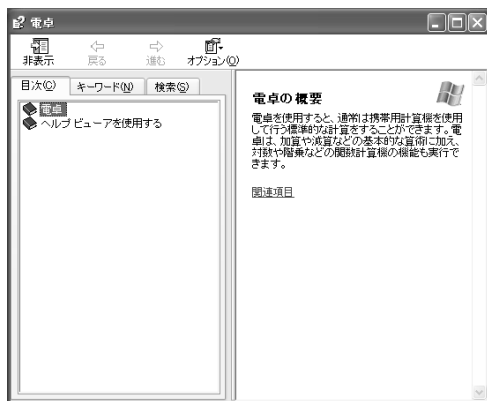 電卓
非表示
戻る
進む
オプション(O)
目次(C)
キーワード(N)
検索(S)
電卓
ヘルプ ビューアを使用する
電卓の概要
電卓を使用すると、通常は携帯用計算機を使用
して行う標準的な計算をすることができます。電
卓は、加算や減算などの基本的な算術に加え、
対数や階乗などの関数計算機の機能も実行で
きます。
関連項目